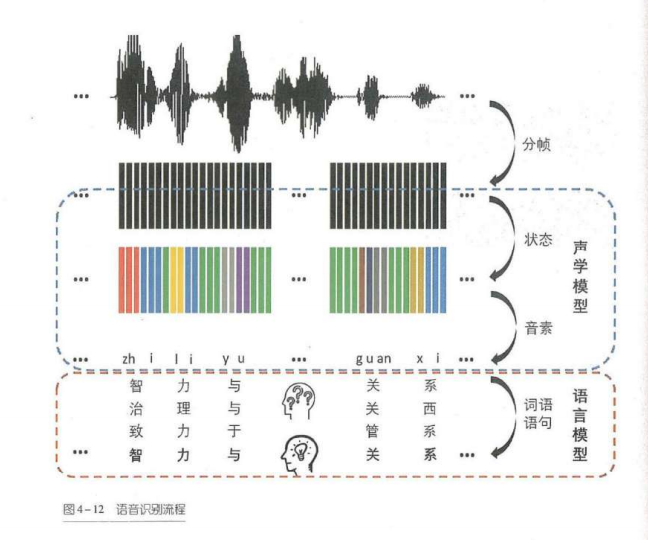 分帧
状态
声学模型
音素
... zh i l i y u ... guan x i ...
智 力 与 关 系
治 理 与 关 西
致 力 于 管 系
... 智 力 与 关 系 ...
词语
语句
语言模型
图4-12 语音识别流程